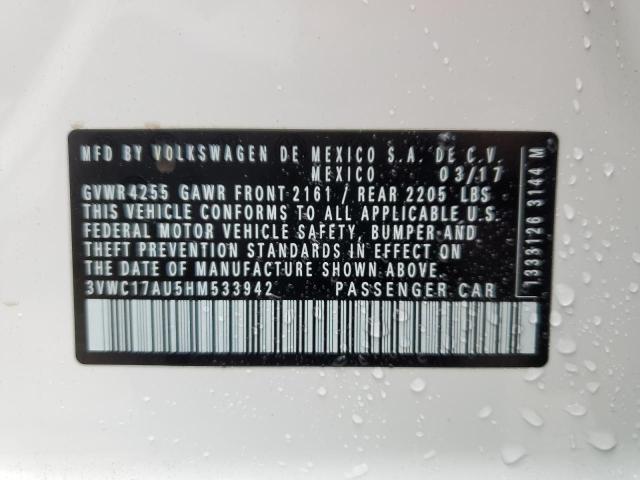 MFD BY VOLKSWAGEN DE MEXICO S.A. DE C.V.
MEXICO 03/17
GVWR 4255 GAWR FRONT 2161 / REAR 2205 LBS
THIS VEHICLE CONFORMS TO ALL APPLICABLE U.S.
FEDERAL MOTOR VEHICLE SAFETY, BUMPER AND
THEFT PREVENTION STANDARDS IN EFFECT ON
THE DATE OF MANUFACTURE SHOWN ABOVE.
3VWC17AU5HM533942 PASSENGER CAR
1333126 3144 M